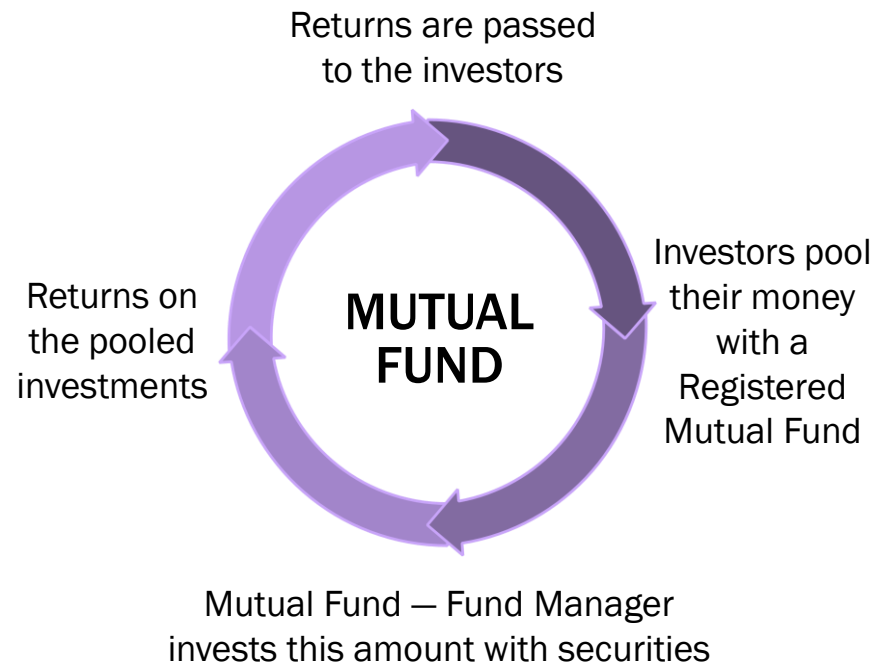 Returns are passed
to the investors
Investors pool
their money
with a
Registered
Mutual Fund
Mutual Fund — Fund Manager
invests this amount with securities
Returns on
the pooled
investments
MUTUAL
FUND